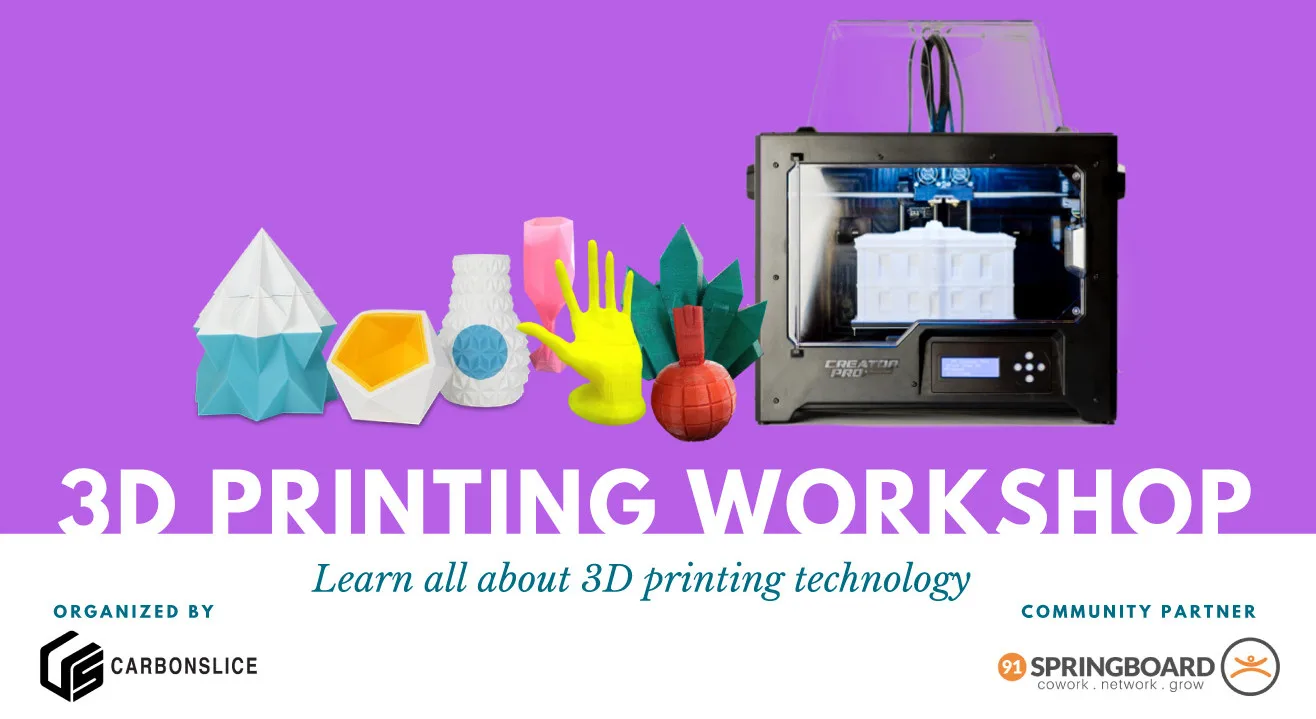 CREATOR
PRO
3D PRINTING WORKSHOP
Learn all about 3D printing technology
ORGANIZED BY
CARBONSLICE
COMMUNITY PARTNER
91 SPRINGBOARD
cowork . network . grow